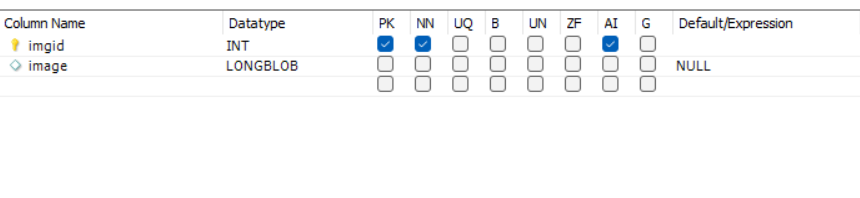 Column Name Datatype PK NN UQ B UN ZF AI G Default/Expression
imgid INT
image LONGBLOB NULL